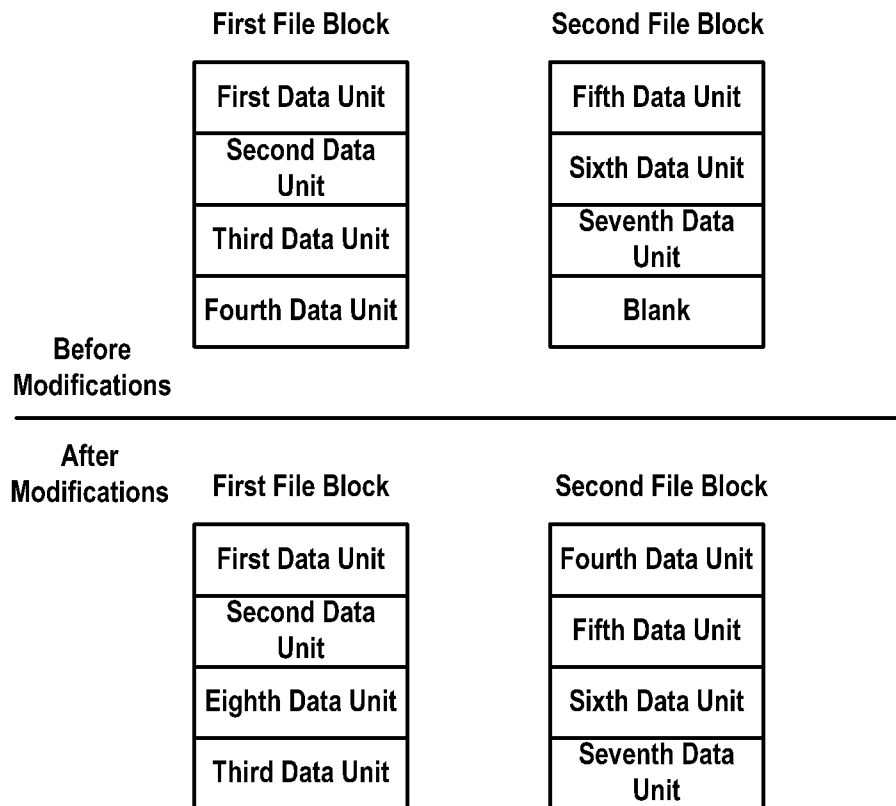 First File Block
Second File Block
First Data Unit
Second Data
Unit
Third Data Unit
Fourth Data Unit
Fifth Data Unit
Sixth Data Unit
Seventh Data
Unit
Blank
Before
Modifications
After
Modifications
First File Block
Second File Block
First Data Unit
Second Data
Unit
Eighth Data Unit
Third Data Unit
Fourth Data Unit
Fifth Data Unit
Sixth Data Unit
Seventh Data
Unit